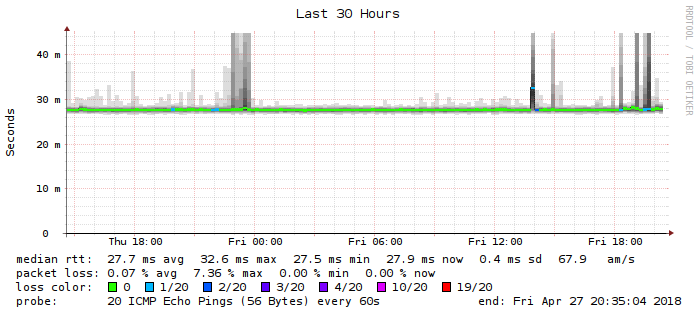 Last 30 Hours
RRDTOOL / TOBI OETIKER
Seconds
40 m
30 m
20 m
10 m
0
Thu 18:00 Fri 00:00 Fri 06:00 Fri 12:00 Fri 18:00
median rtt: 27.7 ms avg 32.6 ms max 27.5 ms min 27.9 ms now 0.4 ms sd 67.9 am/s
packet loss: 0.07 % avg 7.36 % max 0.00 % min 0.00 % now
loss color: 0 1/20 2/20 3/20 4/20 10/20 19/20
probe: 20 ICMP Echo Pings (56 Bytes) every 60s end: Fri Apr 27 20:35:04 2018